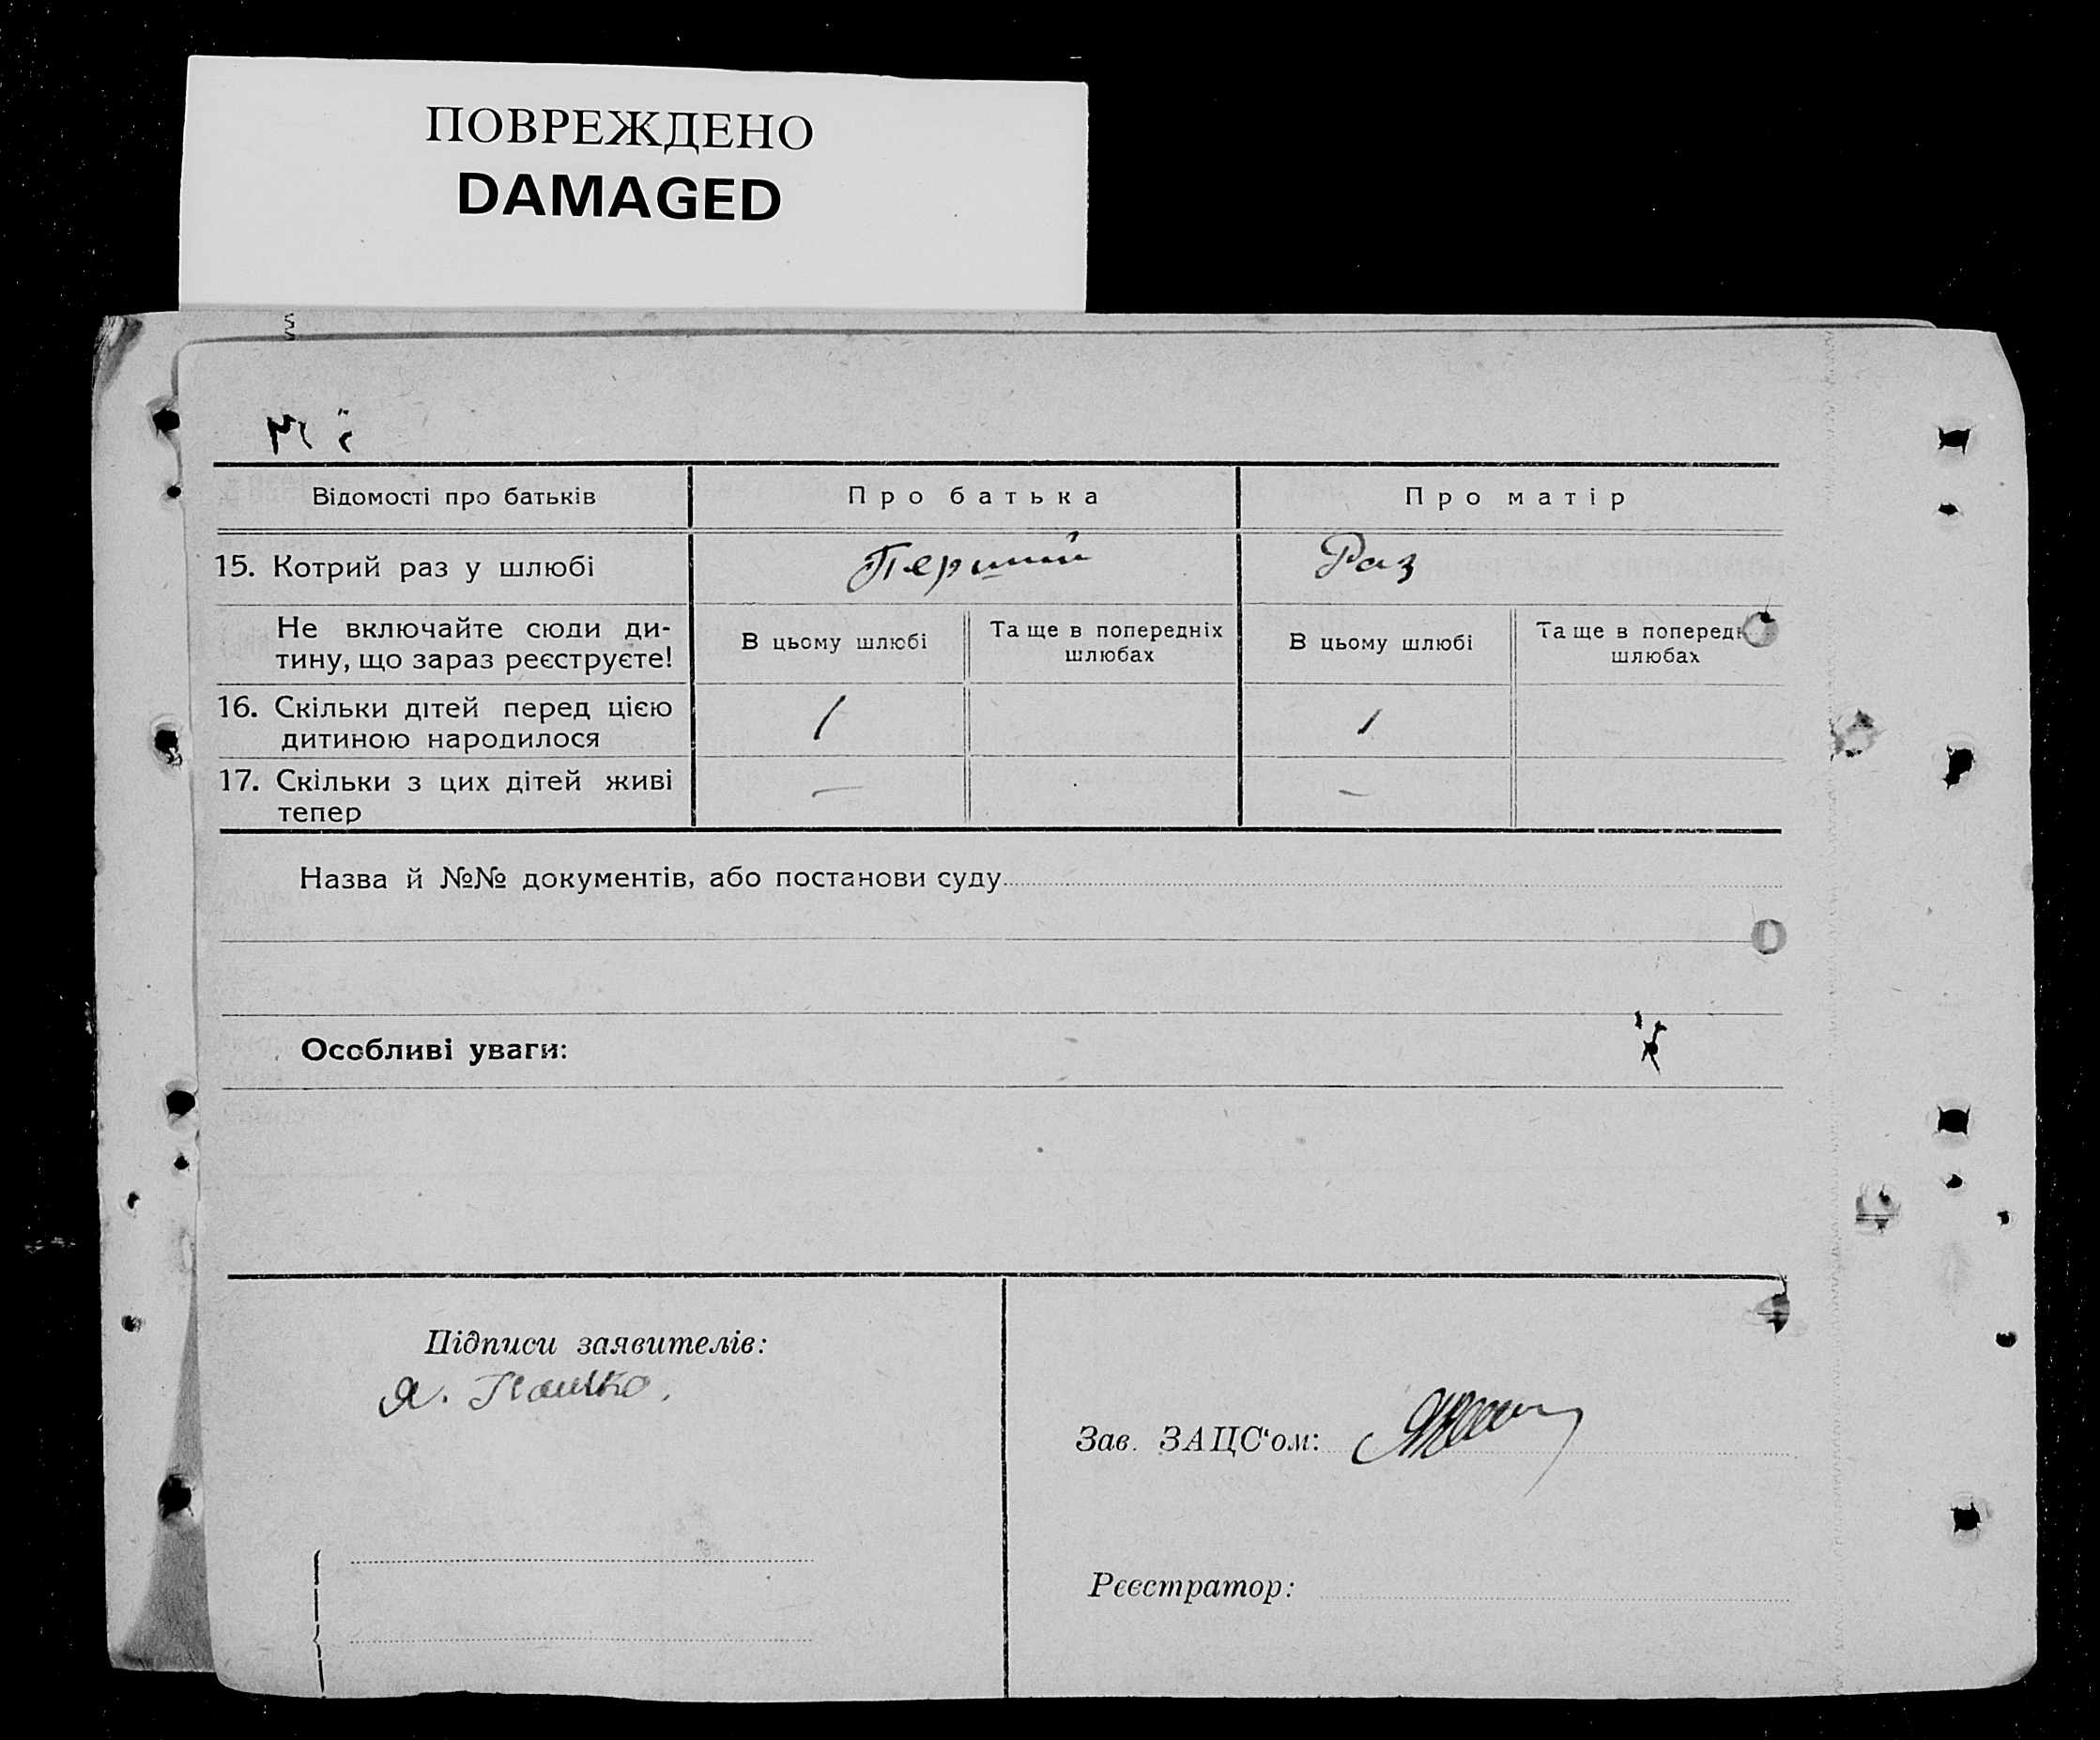 ПОВРЕЖДЕНО
DAMAGED
Відомості про батьків
Про батька
Про матір
15. Котрий раз у шлюбі
Перший
Раз
Не включайте сюди ди-
тину, що зараз реєструєте!
В цьому шлюбі
Та ще в попередніх
шлюбах
В цьому шлюбі
Та ще в поперед
шлюбах
16. Скільки дітей перед цією
дитиною народилося
1
1
17. Скільки з цих дітей живі
тепер
–
–
Назва й №№ документів, або постанови суду
Особливі уваги:
Підписи заявителів:
Я.
Зав. ЗАЦС‘ом:
Реєстратор: